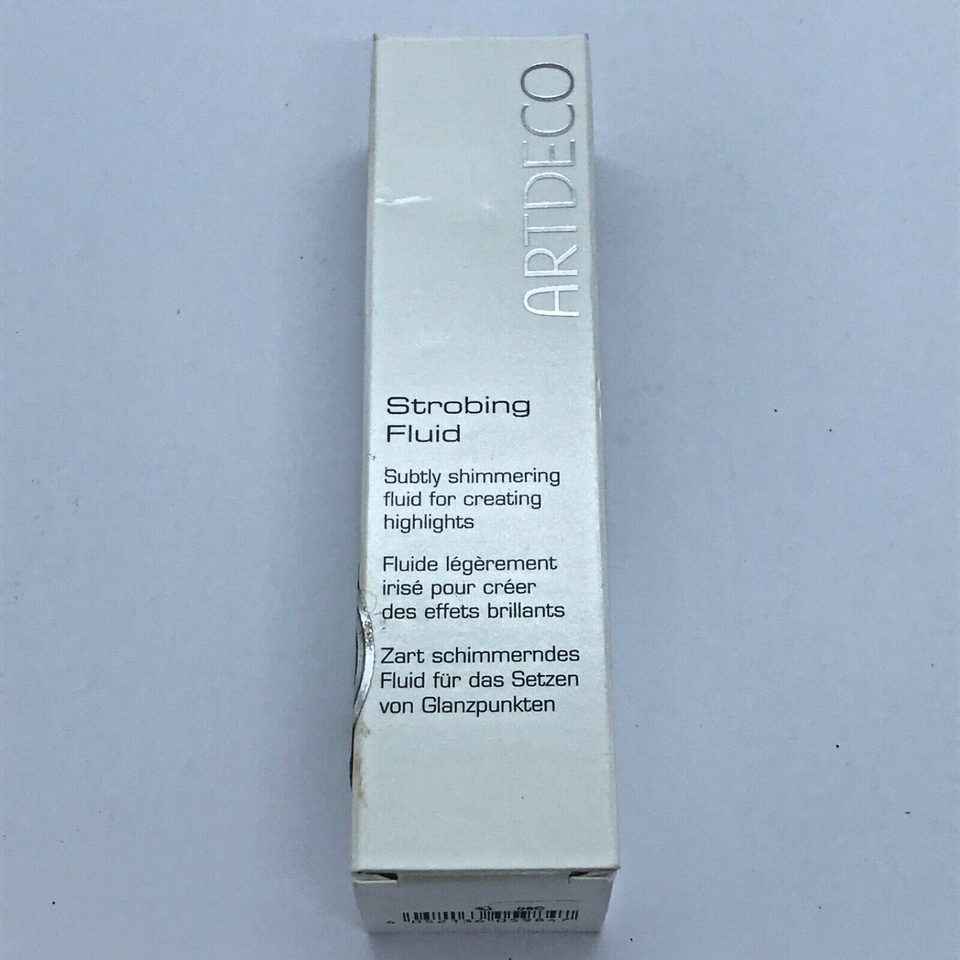 ARTDECO
Strobing
Fluid
Subtly shimmering
fluid for creating
highlights
Fluide légèrement
irisé pour créer
des effets brillants
Zart schimmerndes
Fluid für das Setzen
von Glanzpunkten